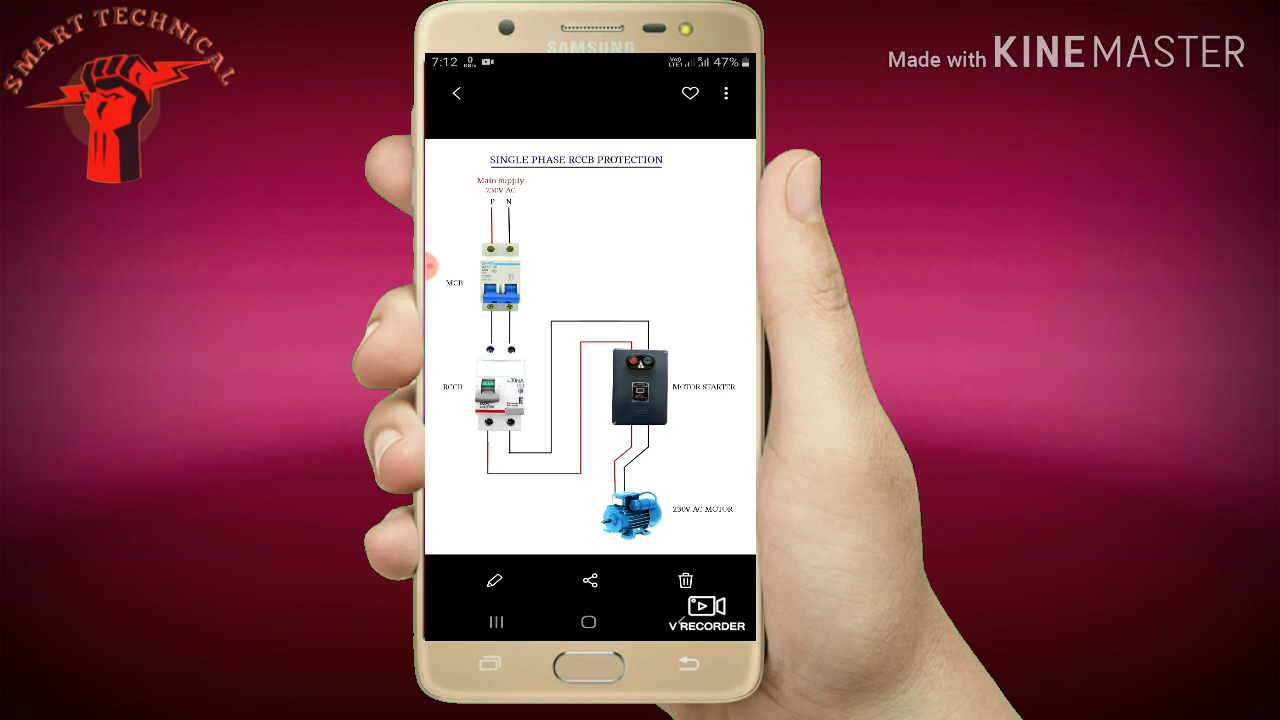 SMART TECHNICAL
Made with KINEMASTER
SAMSUNG
7:12
47%
SINGLE PHASE RCCB PROTECTION
Main supply
230V AC
P N
MCB
RCCB
30mA
MOTOR STARTER
230V AC MOTOR
V RECORDER